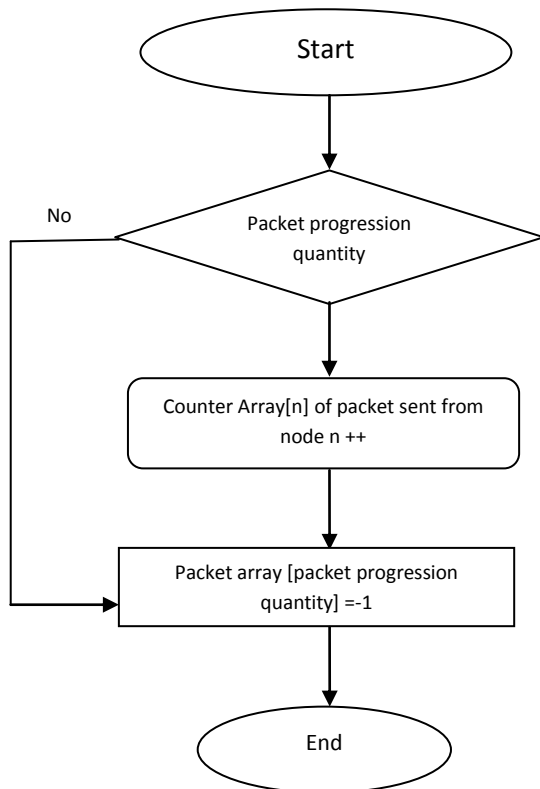 Start
No
Packet progression
quantity
Counter Array[n] of packet sent from
node n ++
Packet array [packet progression
quantity] =-1
End